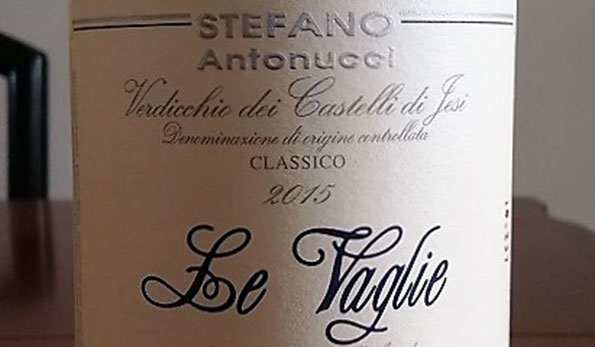 STEFANO
Antonucci
Verdicchio dei Castelli di Jesi
Denominazione di origine controllata
CLASSICO
2015
Le Vaglie